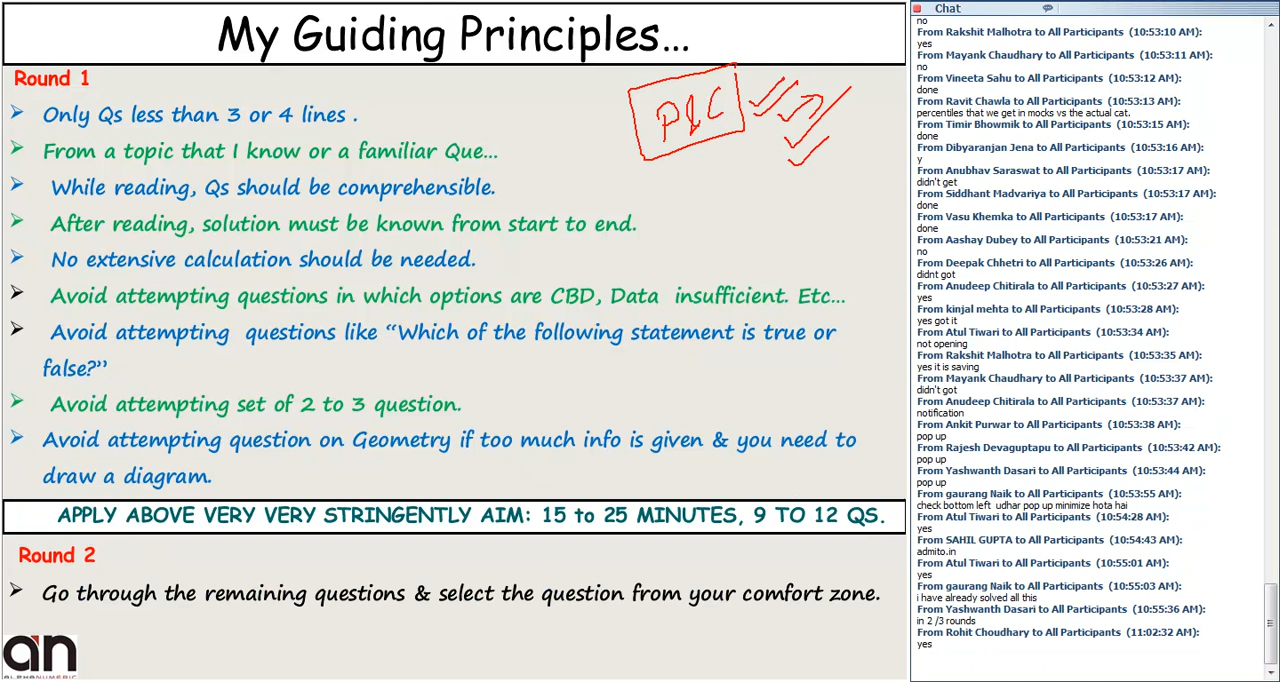 My Guiding Principles...
Round 1
Only Qs less than 3 or 4 lines .
From a topic that I know or a familiar Que...
While reading, Qs should be comprehensible.
After reading, solution must be known from start to end.
No extensive calculation should be needed.
Avoid attempting questions in which options are CBD, Data insufficient. Etc...
Avoid attempting questions like “Which of the following statement is true or
false?”
Avoid attempting set of 2 to 3 question.
Avoid attempting question on Geometry if too much info is given & you need to
draw a diagram.
APPLY ABOVE VERY VERY STRINGENTLY AIM: 15 to 25 MINUTES, 9 TO 12 QS.
Round 2
Go through the remaining questions & select the question from your comfort zone.
an
ALPHANUMERIC
Chat
no
From Rakshit Malhotra to All Participants (10:53:10 AM):
yes
From Mayank Chaudhary to All Participants (10:53:11 AM):
no
From Vineeta Sahu to All Participants (10:53:12 AM):
done
From Ravit Chawla to All Participants (10:53:13 AM):
percentiles that we get in mocks vs the actual cat.
From Timir Bhowmik to All Participants (10:53:15 AM):
done
From Dibyaranjan Jena to All Participants (10:53:16 AM):
y
From Anubhav Saraswat to All Participants (10:53:17 AM):
didn't get
From Siddhant Madvariya to All Participants (10:53:17 AM):
done
From Vasu Khemka to All Participants (10:53:17 AM):
done
From Aashay Dubey to All Participants (10:53:21 AM):
no
From Deepak Chhetri to All Participants (10:53:26 AM):
didnt got
From Anudeep Chitirala to All Participants (10:53:27 AM):
yes
From kinjal mehta to All Participants (10:53:28 AM):
yes got it
From Atul Tiwari to All Participants (10:53:34 AM):
not opening
From Rakshit Malhotra to All Participants (10:53:35 AM):
yes it is saving
From Mayank Chaudhary to All Participants (10:53:37 AM):
didn't got
From Anudeep Chitirala to All Participants (10:53:37 AM):
notification
From Ankit Purwar to All Participants (10:53:38 AM):
pop up
From Rajesh Devaguptapu to All Participants (10:53:42 AM):
pop up
From Yashwanth Dasari to All Participants (10:53:44 AM):
pop up
From gaurang Naik to All Participants (10:53:55 AM):
check bottom left udhar pop up minimize hota hai
From Atul Tiwari to All Participants (10:54:28 AM):
yes
From SAHIL GUPTA to All Participants (10:54:43 AM):
admito.in
From Atul Tiwari to All Participants (10:55:01 AM):
yes
From gaurang Naik to All Participants (10:55:03 AM):
i have already solved all this
From Yashwanth Dasari to All Participants (10:55:36 AM):
in 2 /3 rounds
From Rohit Choudhary to All Participants (11:02:32 AM):
yes